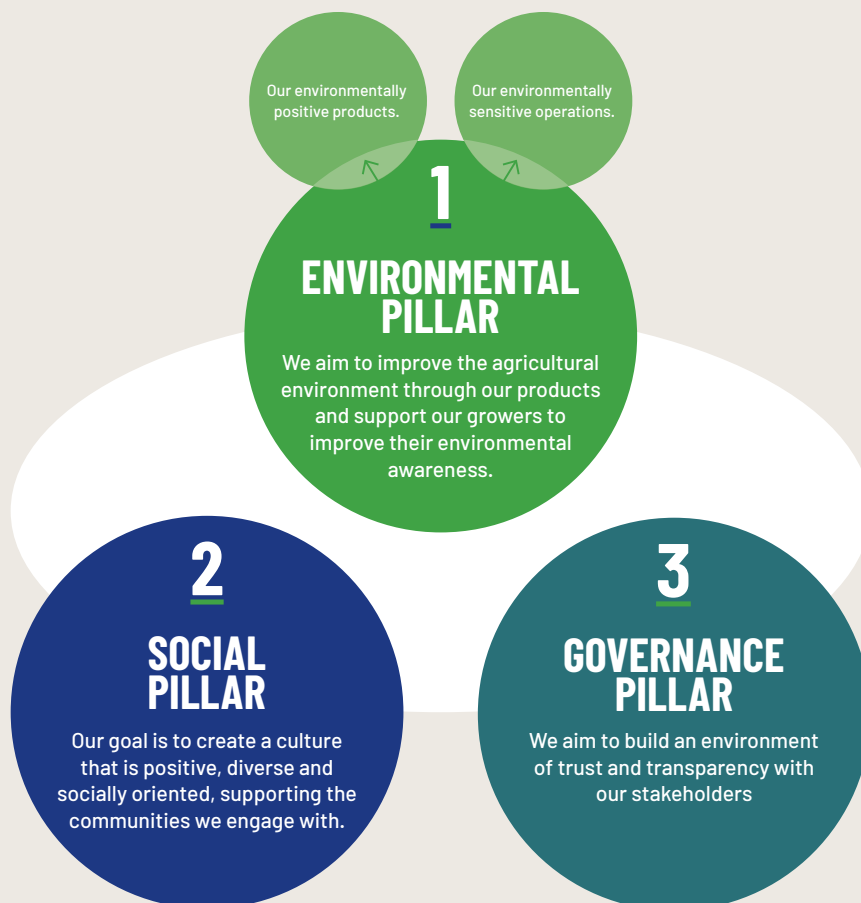 Our environmentally
positive products.
Our environmentally
sensitive operations.
1
ENVIRONMENTAL
PILLAR
We aim to improve the agricultural
environment through our products
and support our growers to
improve their environmental
awareness.
2
SOCIAL
PILLAR
Our goal is to create a culture
that is positive, diverse and
socially oriented, supporting the
communities we engage with.
3
GOVERNANCE
PILLAR
We aim to build an environment
of trust and transparency with
our stakeholders